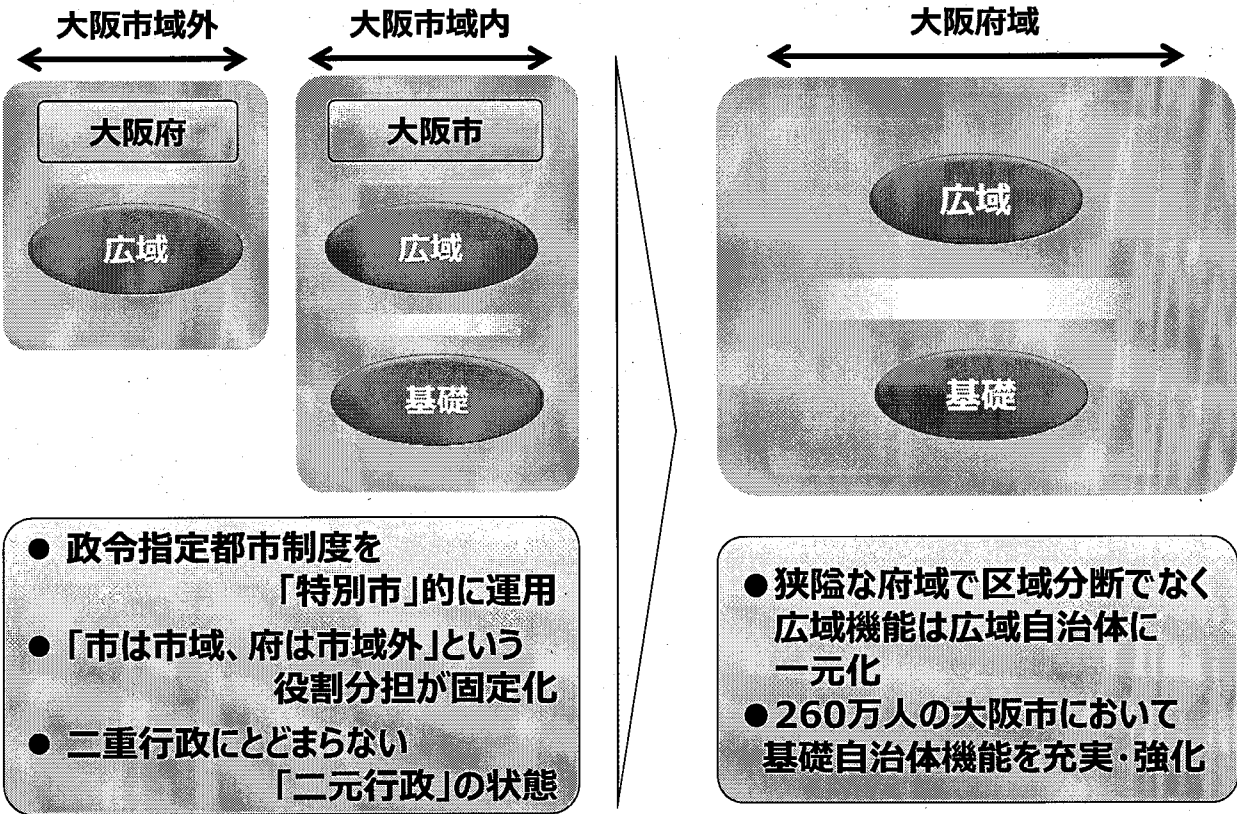 大阪市域外
大阪市域内
大阪府域
大阪府
広域
大阪市
広域
基礎
広域
基礎
● 政令指定都市制度を
「特別市」的に運用
● 「市は市域、府は市域外」という
役割分担が固定化
● 二重行政にとどまらない
「二元行政」の状態
●狭隘な府域で区域分断でなく
広域機能は広域自治体に
一元化
●260万人の大阪市において
基礎自治体機能を充実・強化